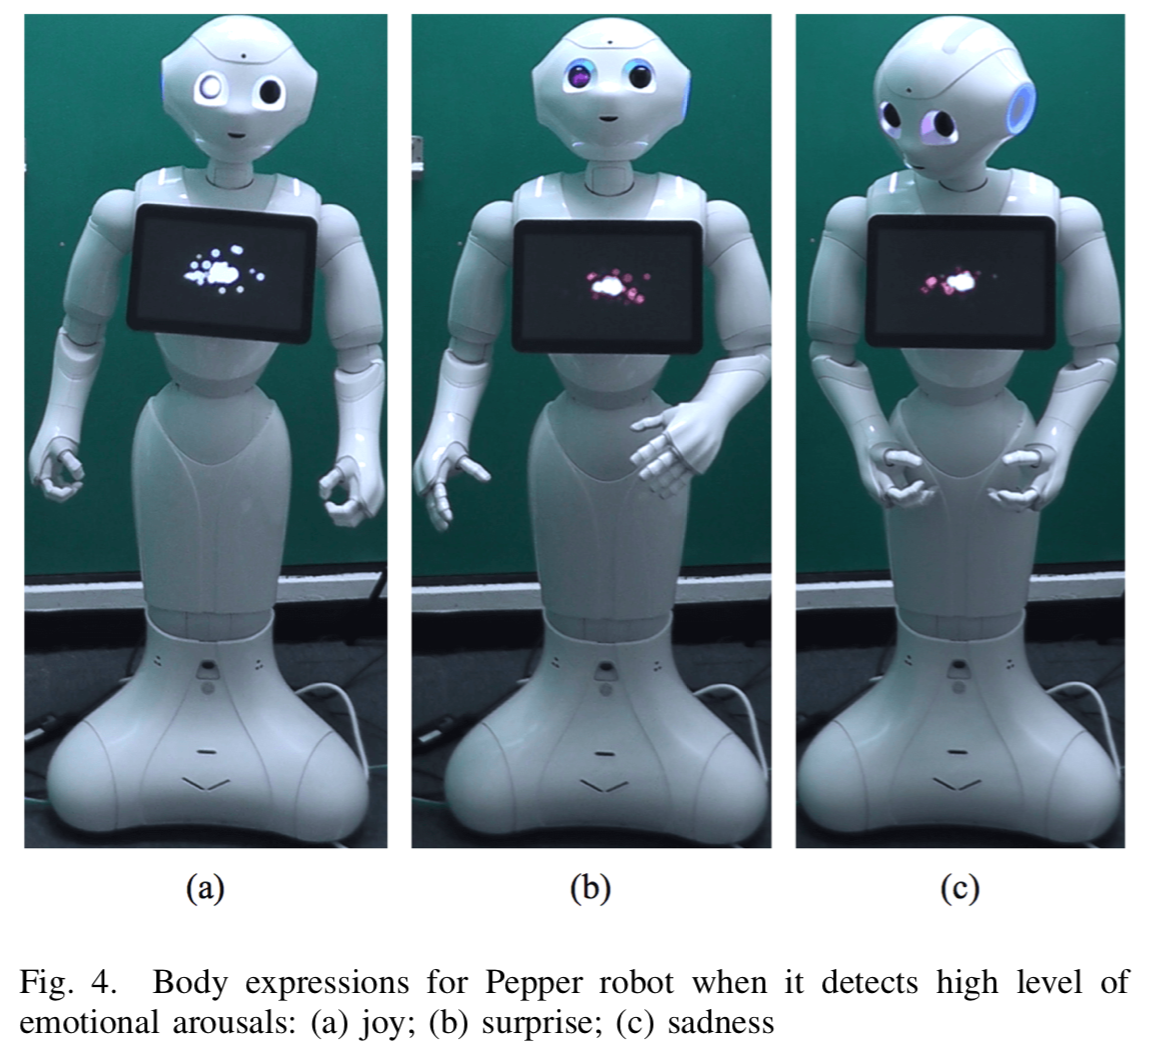 (a) (b) (c)
Fig. 4. Body expressions for Pepper robot when it detects high level of
emotional arousals: (a) joy; (b) surprise; (c) sadness